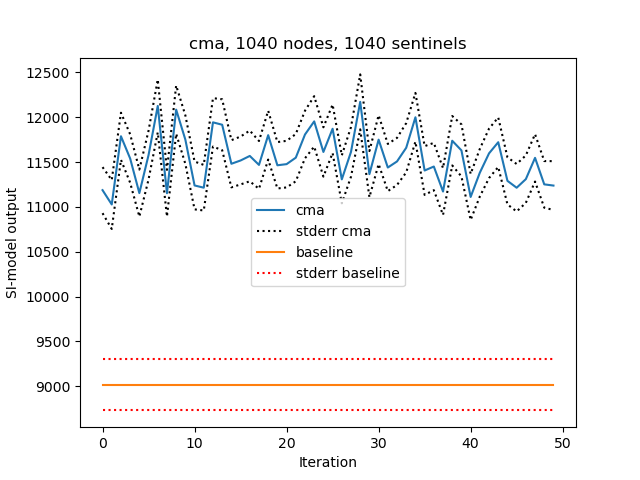 cma, 1040 nodes, 1040 sentinels
12500
12000
11500
11000
10500
10000
9500
9000
SI-model output
cma
stderr cma
baseline
stderr baseline
0 10 20 30 40 50
Iteration